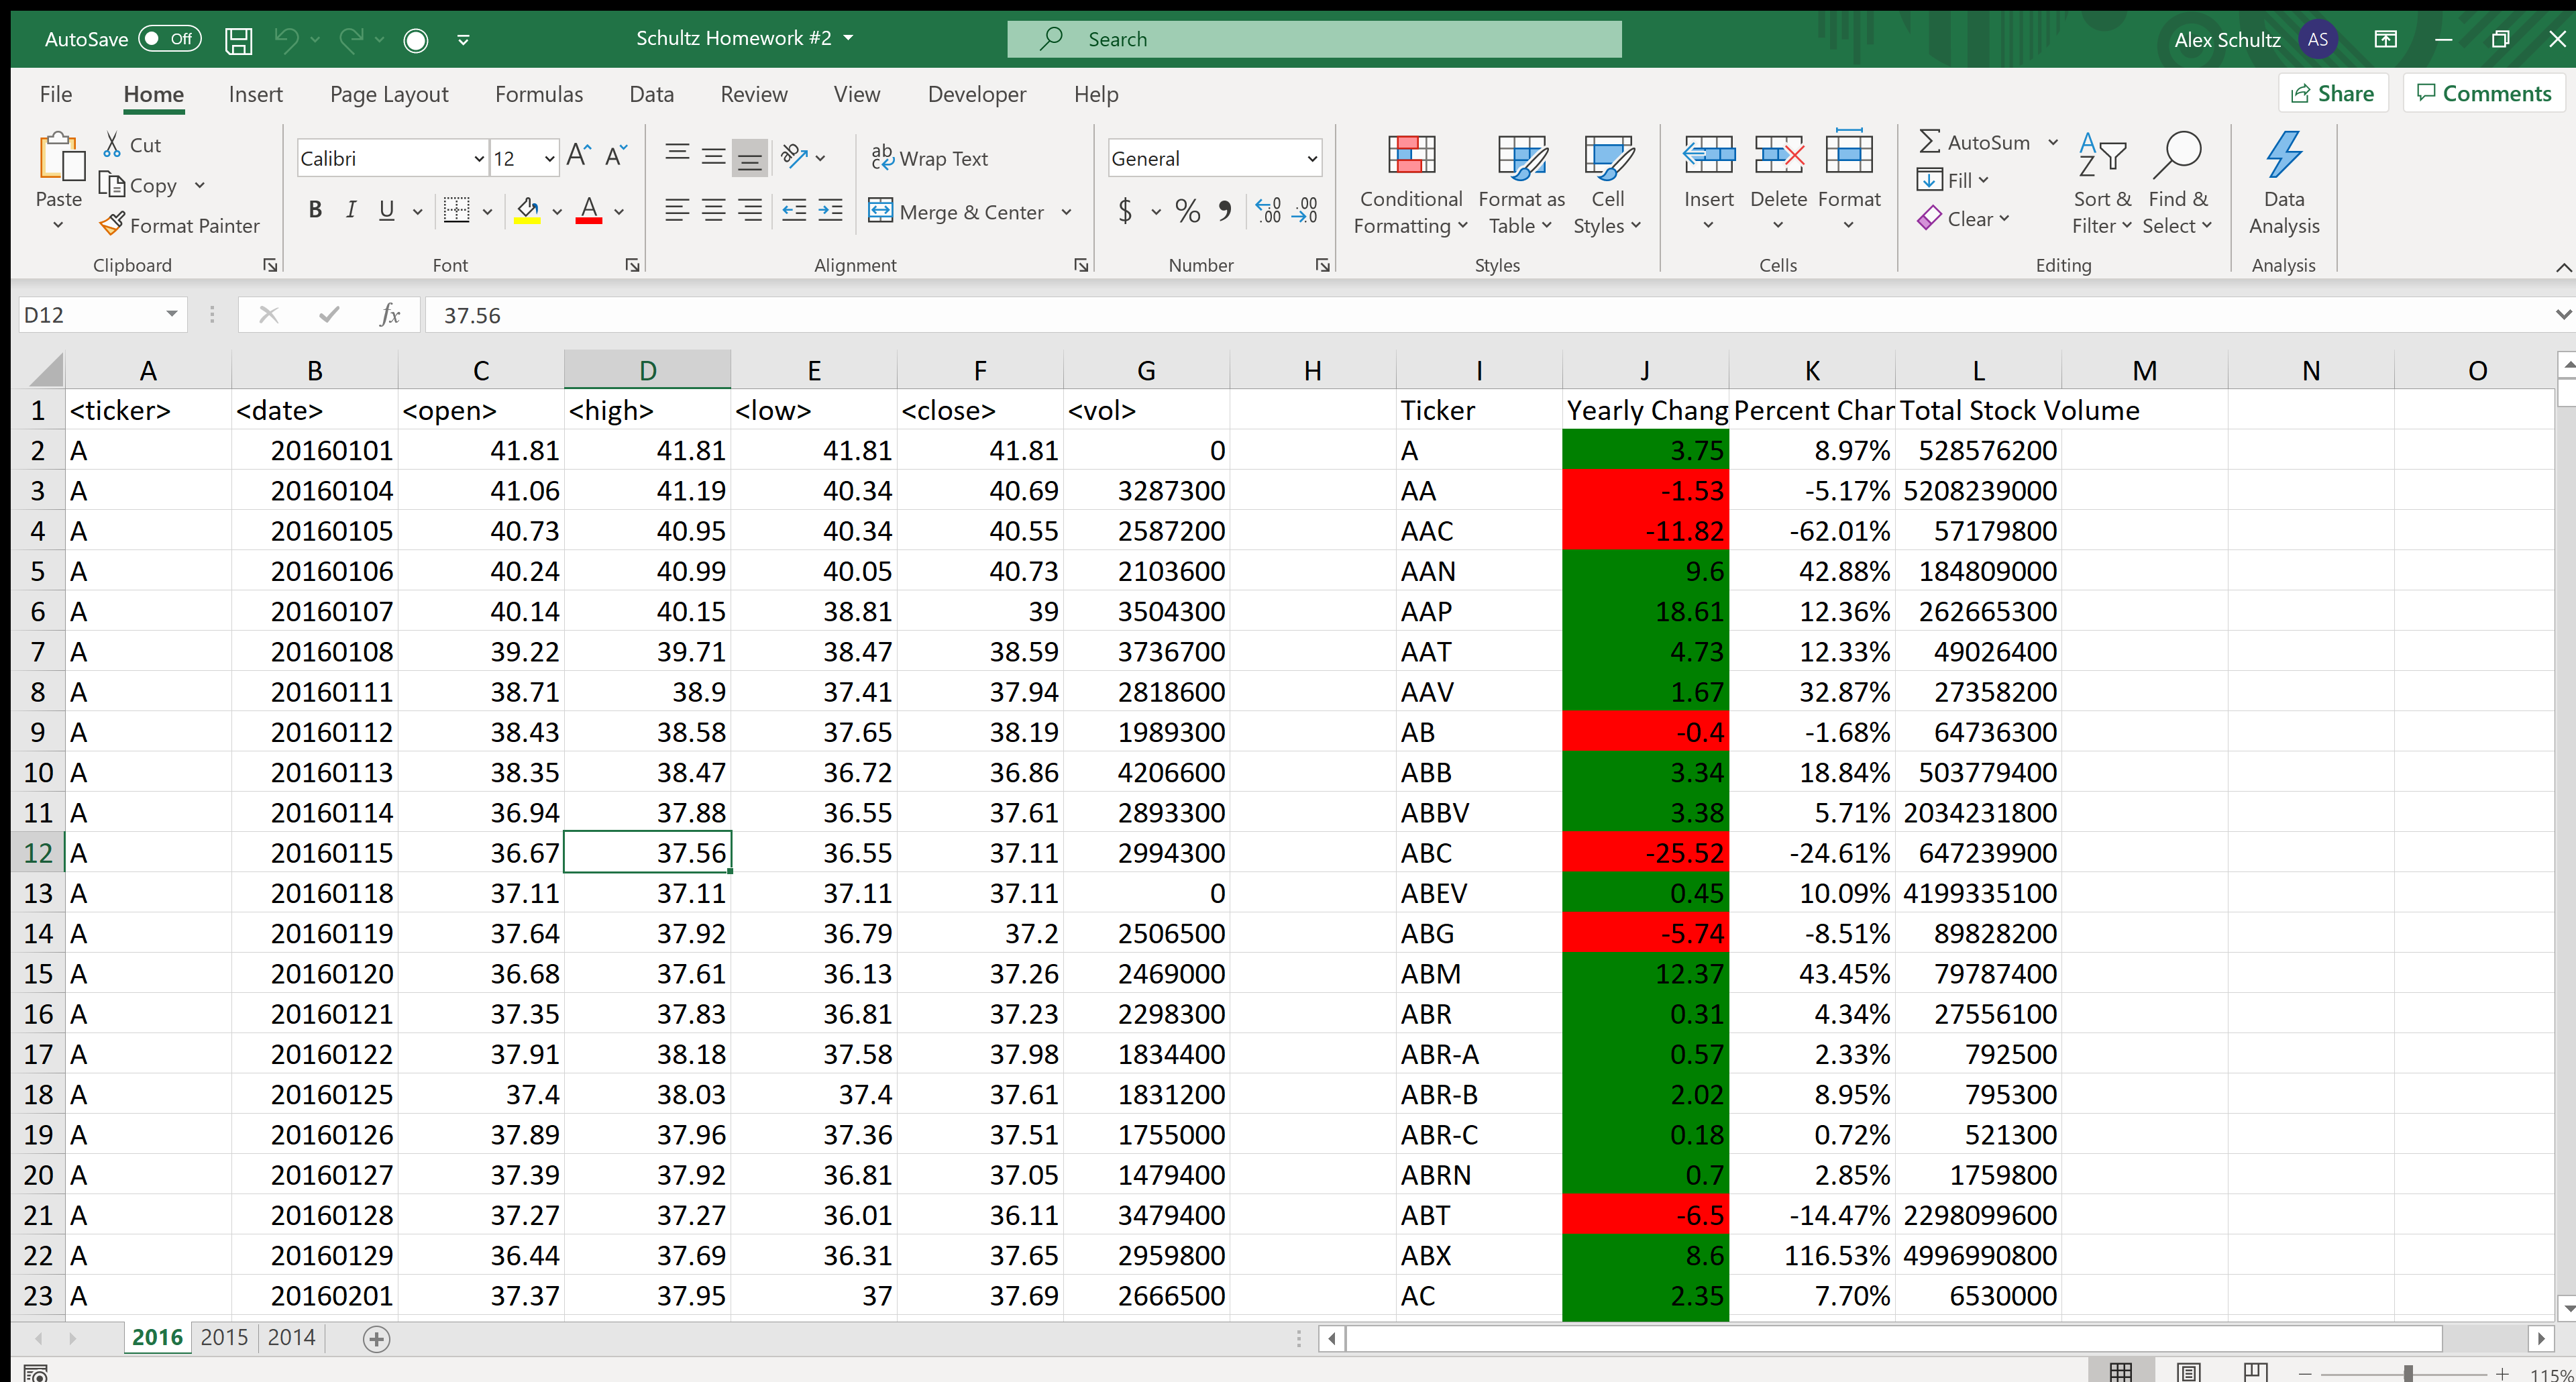 AutoSave Off Schultz Homework #2 Search Alex Schultz AS
File Home Insert Page Layout Formulas Data Review View Developer Help Share Comments
Paste Cut Copy Format Painter Clipboard
Calibri 12 A A B I U A Font
ab Wrap Text Merge & Center Alignment
General $ % , .00 .0 Number
Conditional Formatting Format as Table Cell Styles Styles
Insert Delete Format Cells
AutoSum Fill Clear Sort & Filter Find & Select Editing
Data Analysis Analysis
D12 fx 37.56
A B C D E F G H I J K L M N O
1 <ticker> <date> <open> <high> <low> <close> <vol> Ticker Yearly Chang Percent Char Total Stock Volume
2 A 20160101 41.81 41.81 41.81 41.81 0 A 3.75 8.97% 528576200
3 A 20160104 41.06 41.19 40.34 40.69 3287300 AA -1.53 -5.17% 5208239000
4 A 20160105 40.73 40.95 40.34 40.55 2587200 AAC -11.82 -62.01% 57179800
5 A 20160106 40.24 40.99 40.05 40.73 2103600 AAN 9.6 42.88% 184809000
6 A 20160107 40.14 40.15 38.81 39 3504300 AAP 18.61 12.36% 262665300
7 A 20160108 39.22 39.71 38.47 38.59 3736700 AAT 4.73 12.33% 49026400
8 A 20160111 38.71 38.9 37.41 37.94 2818600 AAV 1.67 32.87% 27358200
9 A 20160112 38.43 38.58 37.65 38.19 1989300 AB -0.4 -1.68% 64736300
10 A 20160113 38.35 38.47 36.72 36.86 4206600 ABB 3.34 18.84% 503779400
11 A 20160114 36.94 37.88 36.55 37.61 2893300 ABBV 3.38 5.71% 2034231800
12 A 20160115 36.67 37.56 36.55 37.11 2994300 ABC -25.52 -24.61% 647239900
13 A 20160118 37.11 37.11 37.11 37.11 0 ABEV 0.45 10.09% 4199335100
14 A 20160119 37.64 37.92 36.79 37.2 2506500 ABG -5.74 -8.51% 89828200
15 A 20160120 36.68 37.61 36.13 37.26 2469000 ABM 12.37 43.45% 79787400
16 A 20160121 37.35 37.83 36.81 37.23 2298300 ABR 0.31 4.34% 27556100
17 A 20160122 37.91 38.18 37.58 37.98 1834400 ABR-A 0.57 2.33% 792500
18 A 20160125 37.4 38.03 37.4 37.61 1831200 ABR-B 2.02 8.95% 795300
19 A 20160126 37.89 37.96 37.36 37.51 1755000 ABR-C 0.18 0.72% 521300
20 A 20160127 37.39 37.92 36.81 37.05 1479400 ABRN 0.7 2.85% 1759800
21 A 20160128 37.27 37.27 36.01 36.11 3479400 ABT -6.5 -14.47% 2298099600
22 A 20160129 36.44 37.69 36.31 37.65 2959800 ABX 8.6 116.53% 4996990800
23 A 20160201 37.37 37.95 37 37.69 2666500 AC 2.35 7.70% 6530000
2016 2015 2014
115%